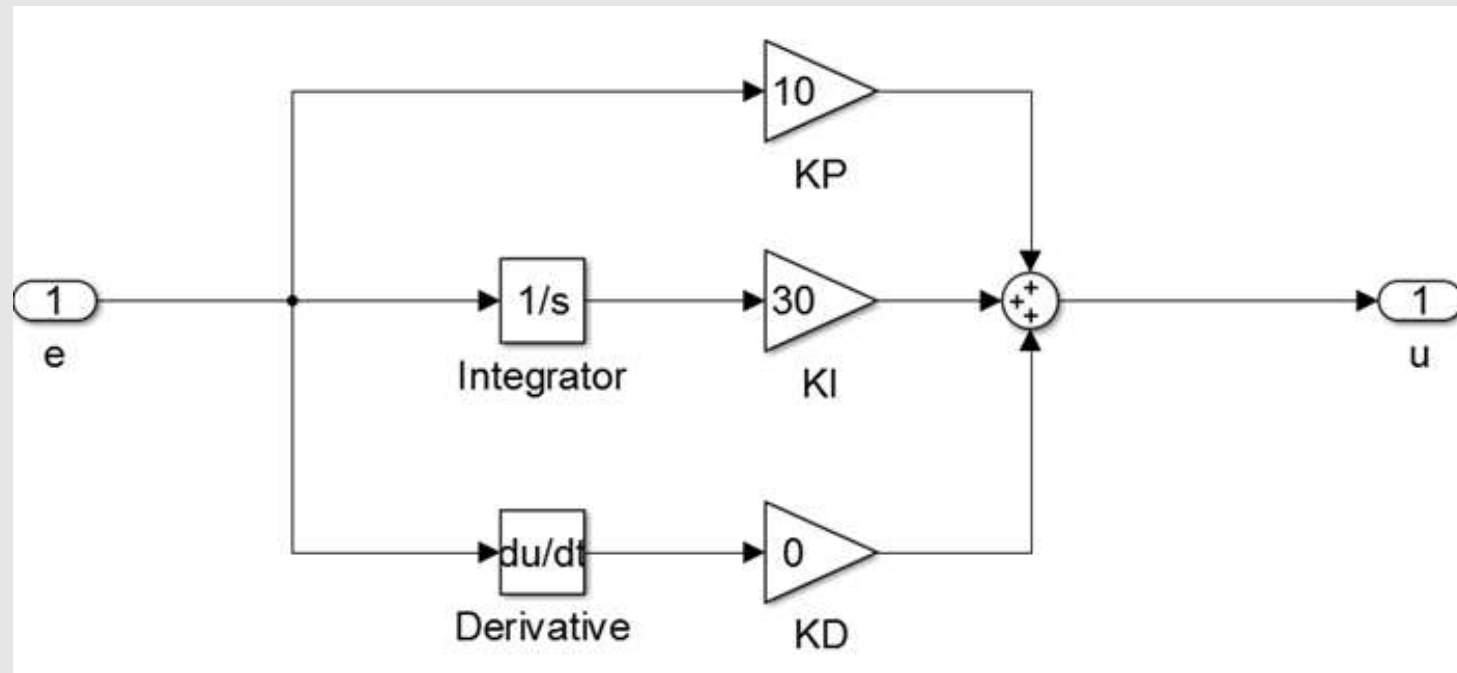 10
KP
1
e
1/s
Integrator
30
KI
+
+
+
1
u
du/dt
Derivative
0
KD